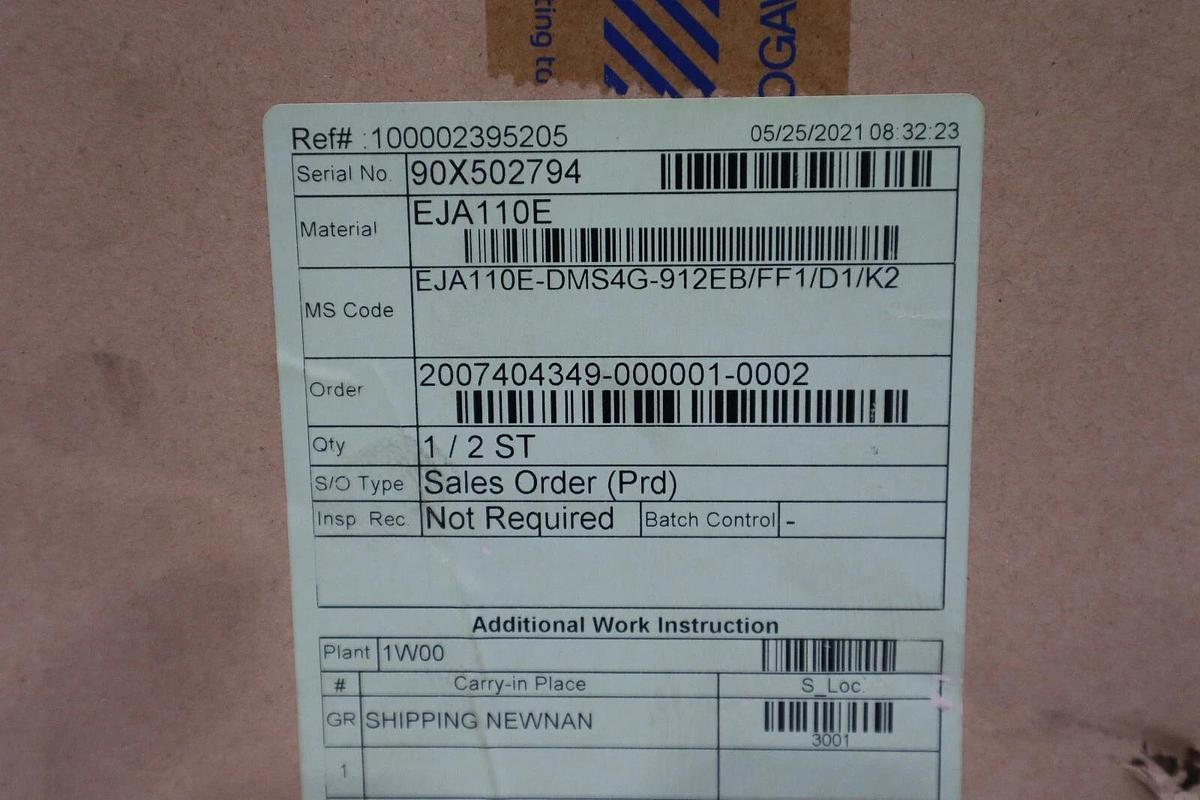 ting to
OGAW
Ref# :100002395205
05/25/2021 08:32:23
Serial No. 90X502794
Material EJA110E
MS Code EJA110E-DMS4G-912EB/FF1/D1/K2
Order 2007404349-000001-0002
Qty 1 / 2 ST
S/O Type Sales Order (Prd)
Insp Rec. Not Required Batch Control -
Additional Work Instruction
Plant 1W00
# Carry-in Place S_Loc.
GR SHIPPING NEWNAN 3001
1